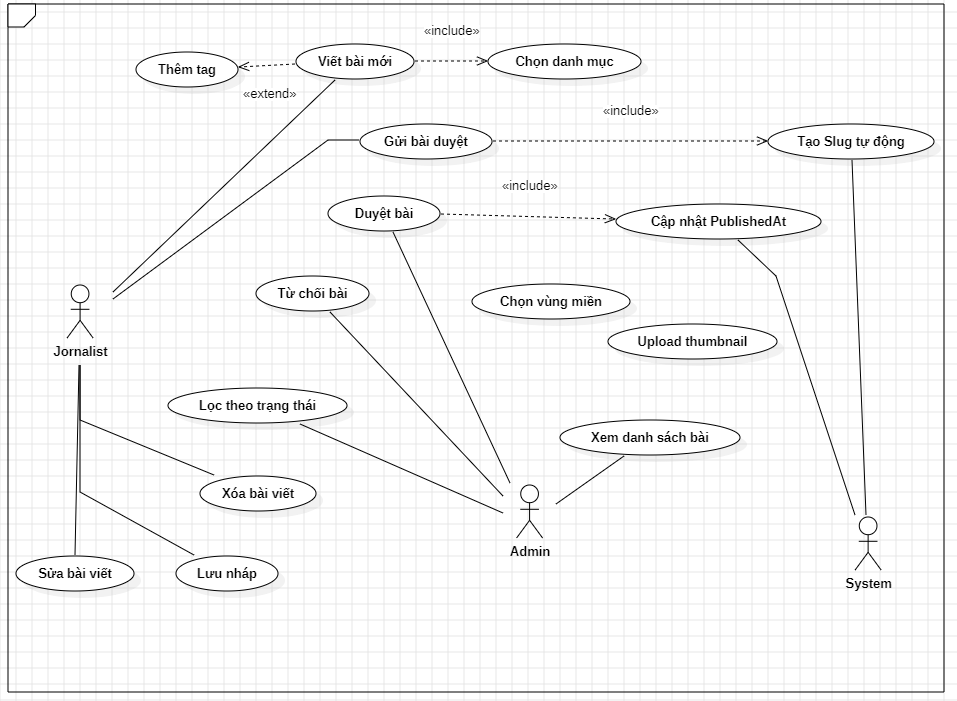 «include»
Thêm tag
Viết bài mới
Chọn danh mục
«extend»
«include»
Gửi bài duyệt
Tạo Slug tự động
«include»
Duyệt bài
Cập nhật PublishedAt
Từ chối bài
Chọn vùng miền
Upload thumbnail
Jornalist
Lọc theo trạng thái
Xem danh sách bài
Xóa bài viết
Admin
Sửa bài viết
Lưu nháp
System